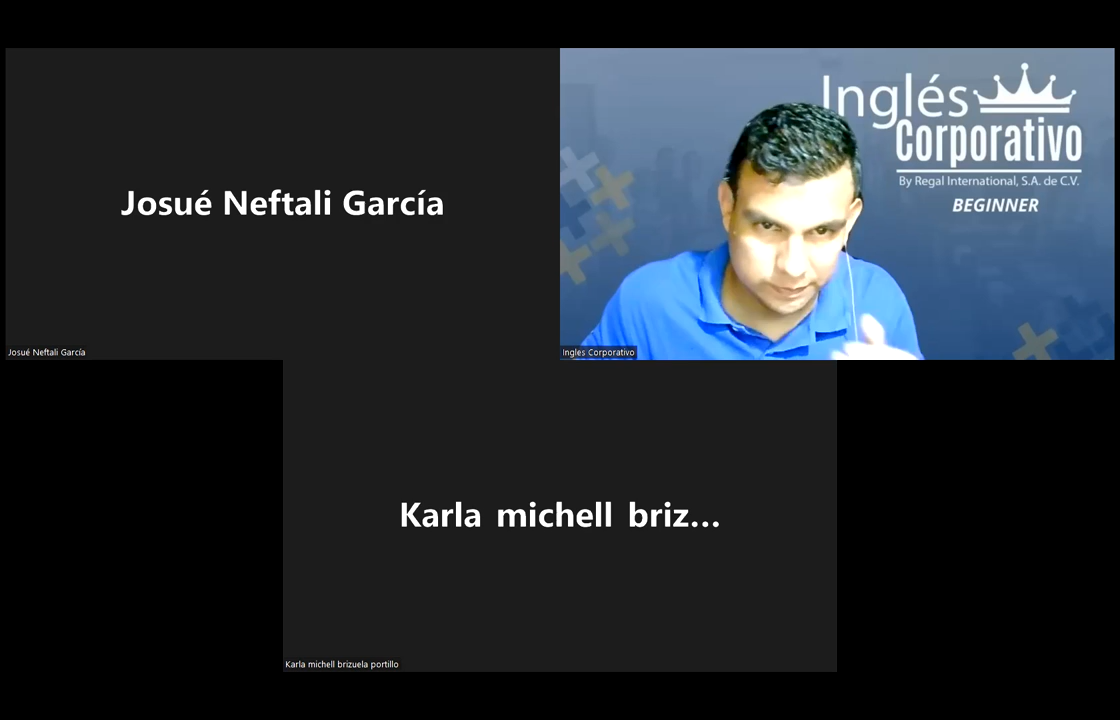 Josué Neftali García
Josué Neftali García
Inglés
Corporativo
By Regal International, S.A. de C.V.
BEGINNER
Ingles Corporativo
Karla michell briz...
Karla michell brizuela portillo